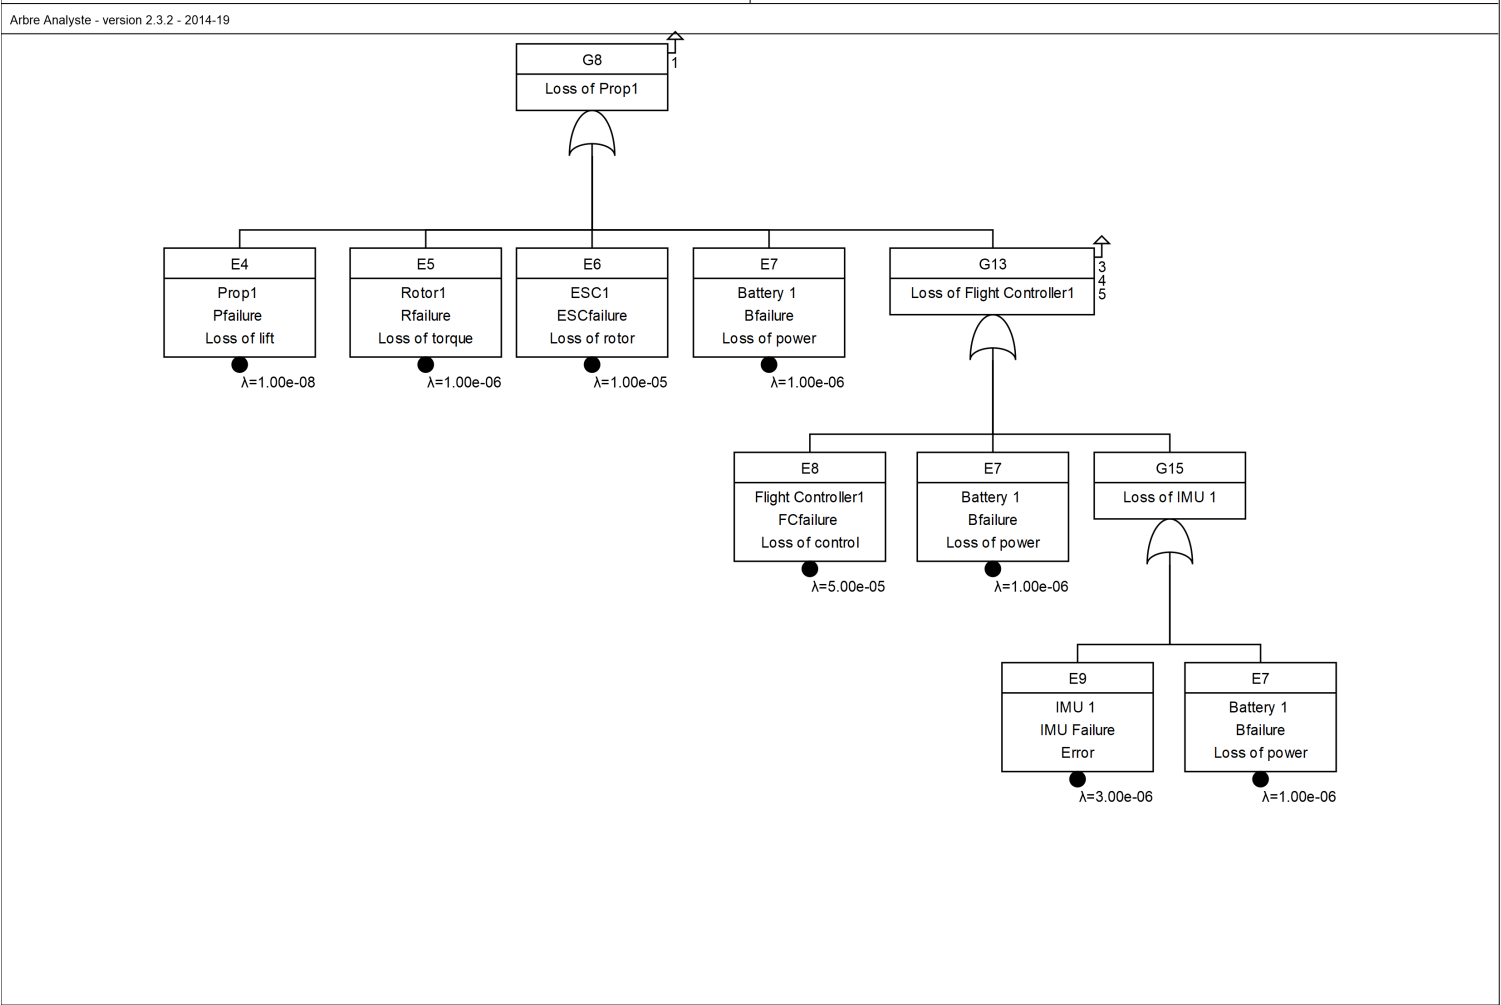 Arbre Analyste - version 2.3.2 - 2014-19
G8
1
Loss of Prop1
E4
Prop1
Pfailure
Loss of lift
λ=1.00e-08
E5
Rotor1
Rfailure
Loss of torque
λ=1.00e-06
E6
ESC1
ESCfailure
Loss of rotor
λ=1.00e-05
E7
Battery 1
Bfailure
Loss of power
λ=1.00e-06
G13
Loss of Flight Controller1
3
4
5
E8
Flight Controller1
FCfailure
Loss of control
λ=5.00e-05
E7
Battery 1
Bfailure
Loss of power
λ=1.00e-06
G15
Loss of IMU 1
E9
IMU 1
IMU Failure
Error
λ=3.00e-06
E7
Battery 1
Bfailure
Loss of power
λ=1.00e-06